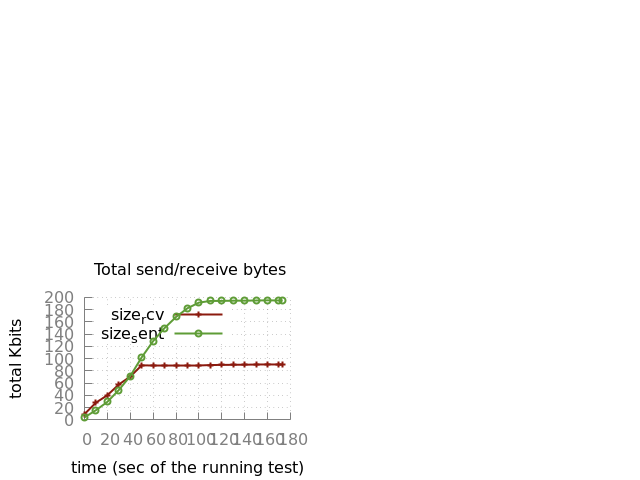 Total send/receive bytes
200
180
160
140
120
100
80
60
40
20
0
total Kbits
size_rcv
size_sent
0 20 40 60 80 100 120 140 160 180
time (sec of the running test)